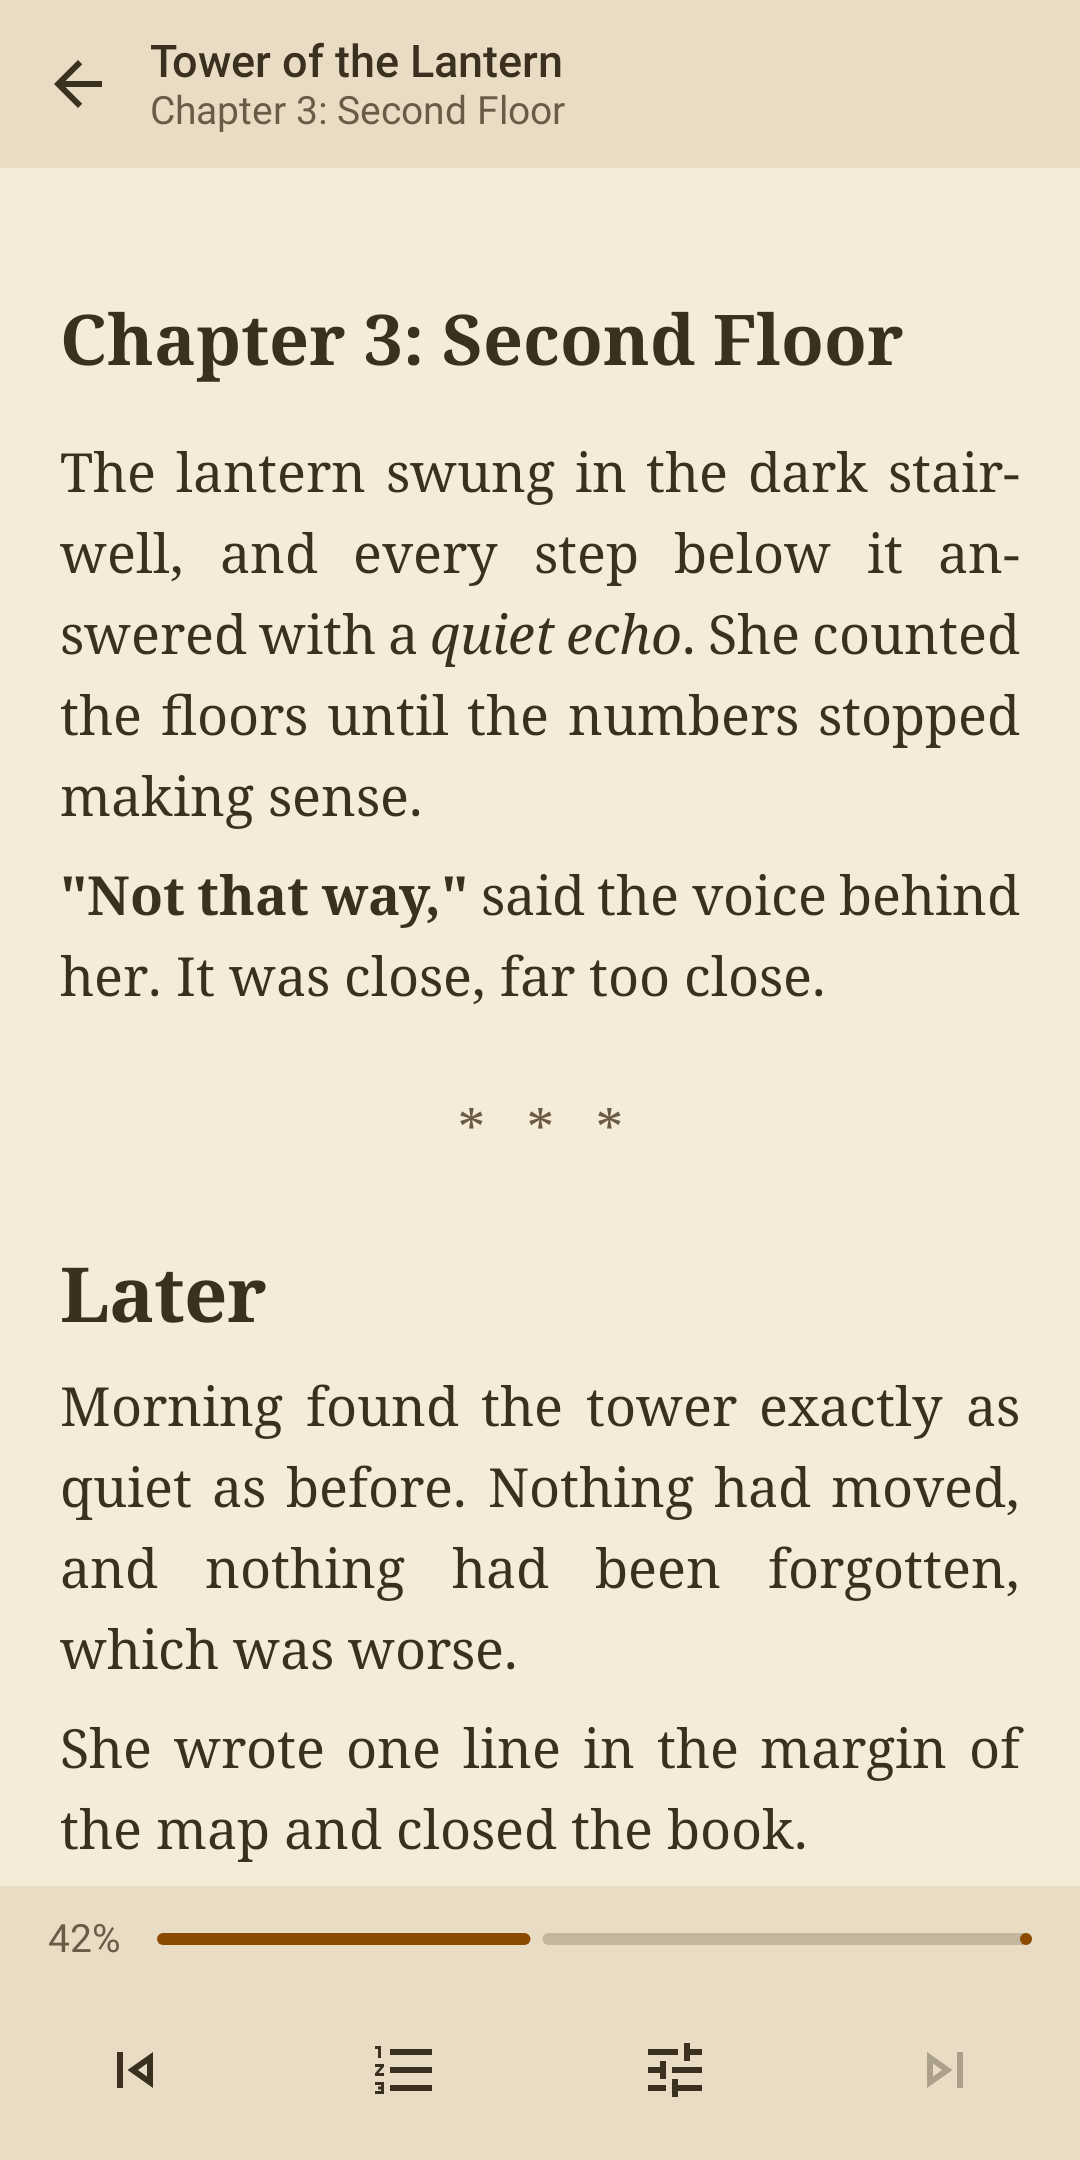 Tower of the Lantern
Chapter 3: Second Floor
Chapter 3: Second Floor
The lantern swung in the dark stair-
well, and every step below it an-
swered with a quiet echo. She counted
the floors until the numbers stopped
making sense.
"Not that way," said the voice behind
her. It was close, far too close.
* * *
Later
Morning found the tower exactly as
quiet as before. Nothing had moved,
and nothing had been forgotten,
which was worse.
She wrote one line in the margin of
the map and closed the book.
42%
1
2
3